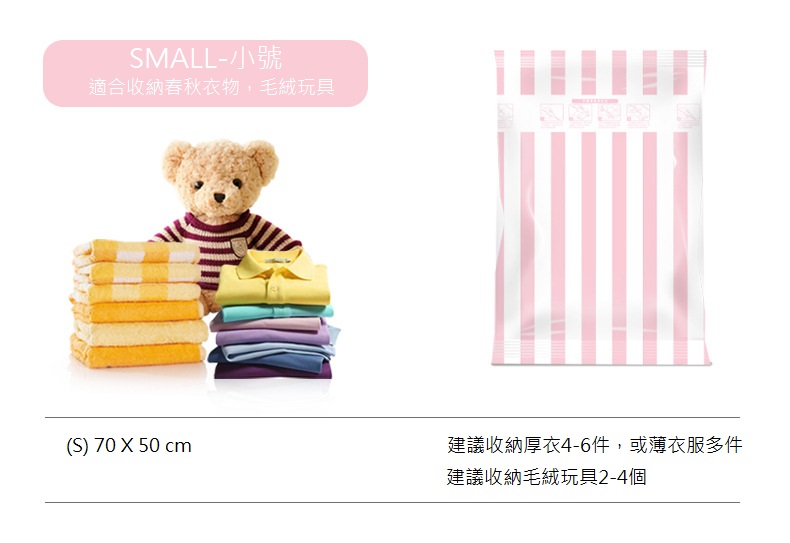 SMALL-小號
適合收納春秋衣物，毛絨玩具
(S) 70 X 50 cm
建議收納厚衣4-6件，或薄衣服多件
建議收納毛絨玩具2-4個